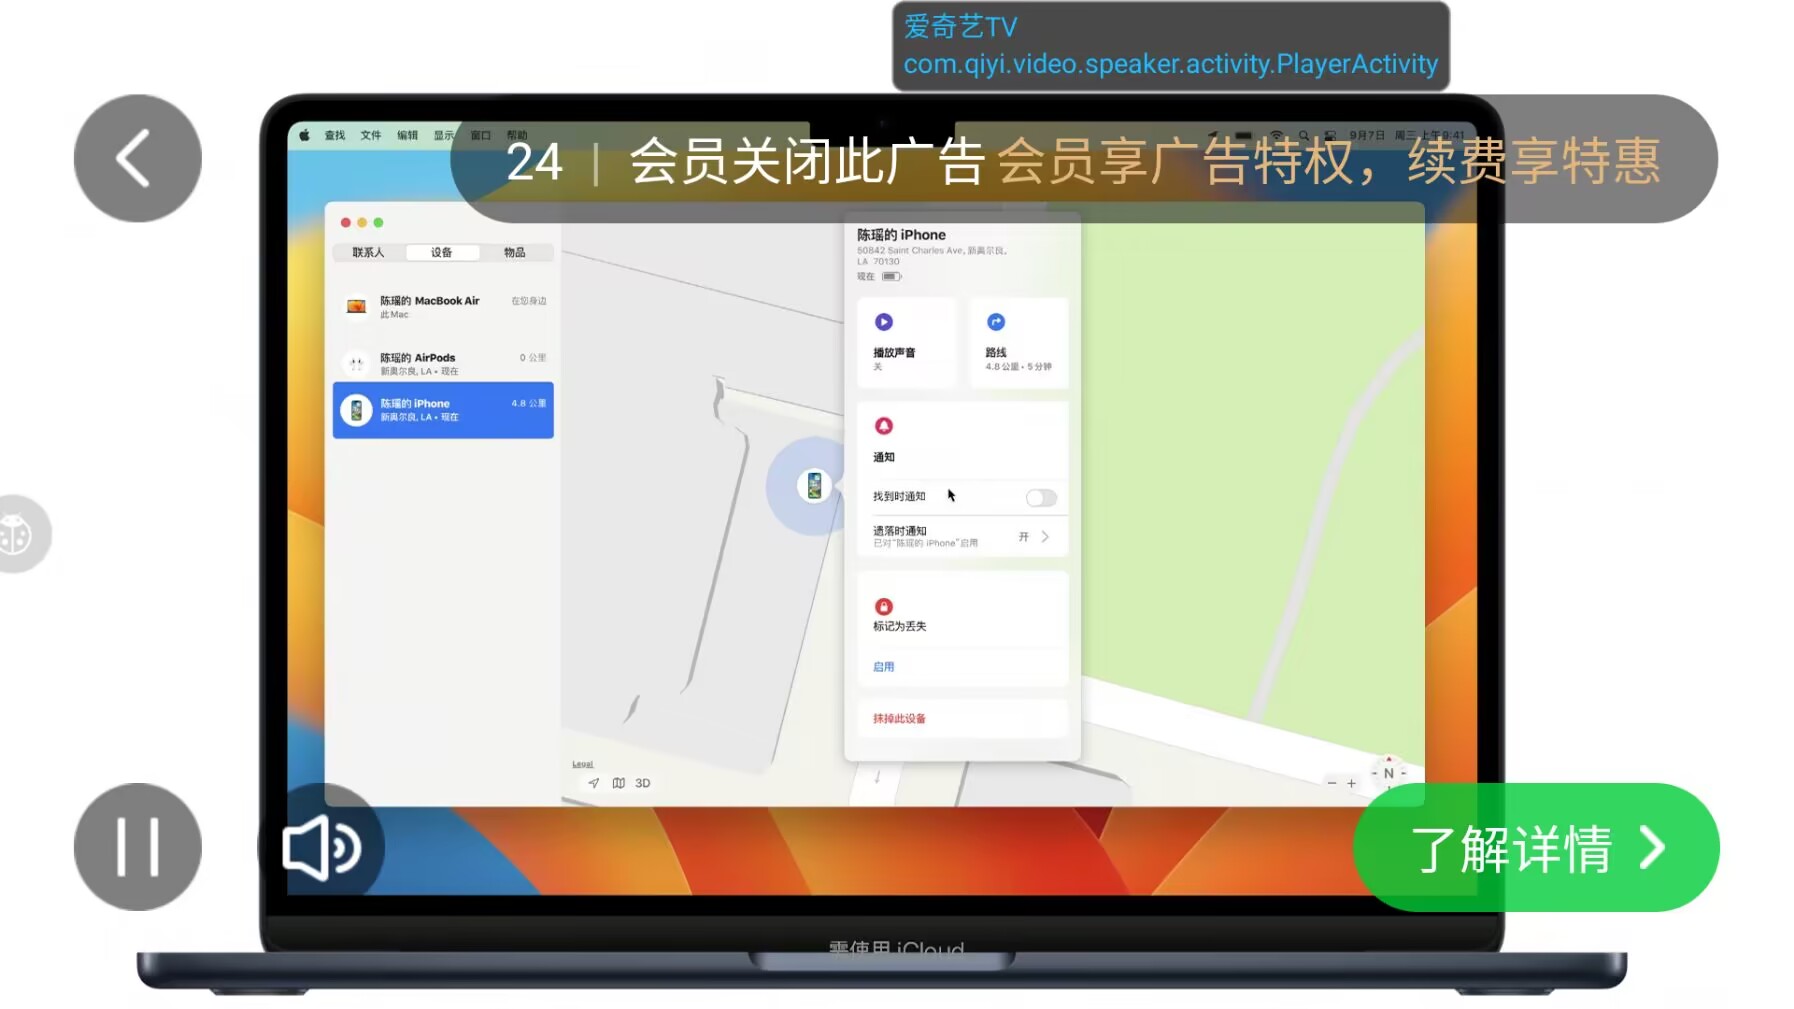 爱奇艺TV
com.qiyi.video.speaker.activity.PlayerActivity
查找 文件 编辑 显示 窗口 帮助
9月7日 周三 上午9:41
24 | 会员关闭此广告 会员享广告特权，续费享特惠
联系人 设备 物品
陈瑶的 MacBook Air 在您身边
此 Mac
陈瑶的 AirPods 0 公里
新奥尔良, LA • 现在
陈瑶的 iPhone 4.8 公里
新奥尔良, LA • 现在
陈瑶的 iPhone
50842 Saint Charles Ave, 新奥尔良,
LA 70130
现在
播放声音
关
路线
4.8 公里 • 5 分钟
通知
找到时通知
遗落时通知 开
已对“陈瑶的 iPhone”启用
标记为丢失
启用
抹掉此设备
Legal
3D
N
了解详情
需使用 iCloud